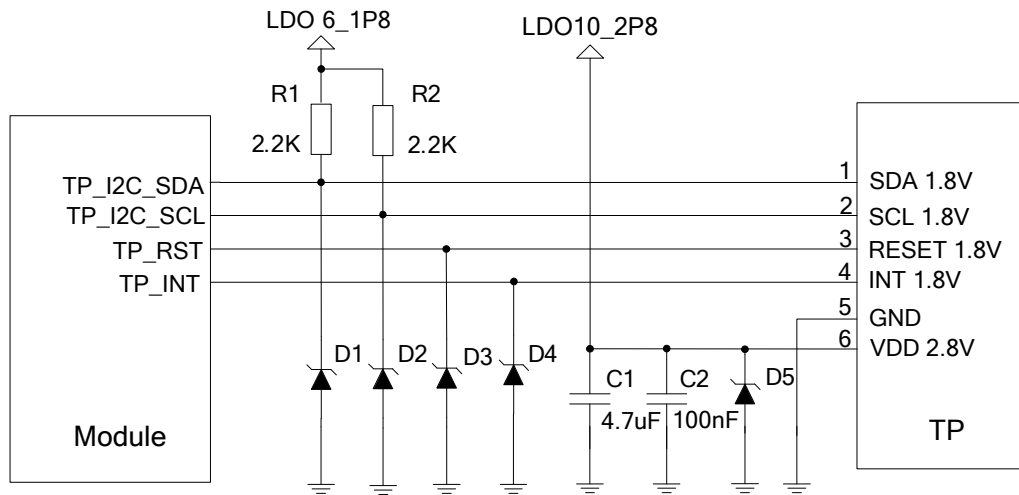 LDO 6_1P8
LDO10_2P8
R1
R2
2.2K
2.2K
TP_I2C_SDA
TP_I2C_SCL
TP_RST
TP_INT
1
2
3
4
5
6
SDA 1.8V
SCL 1.8V
RESET 1.8V
INT 1.8V
GND
VDD 2.8V
D1
D2
D3
D4
C1
C2
D5
4.7uF
100nF
Module
TP